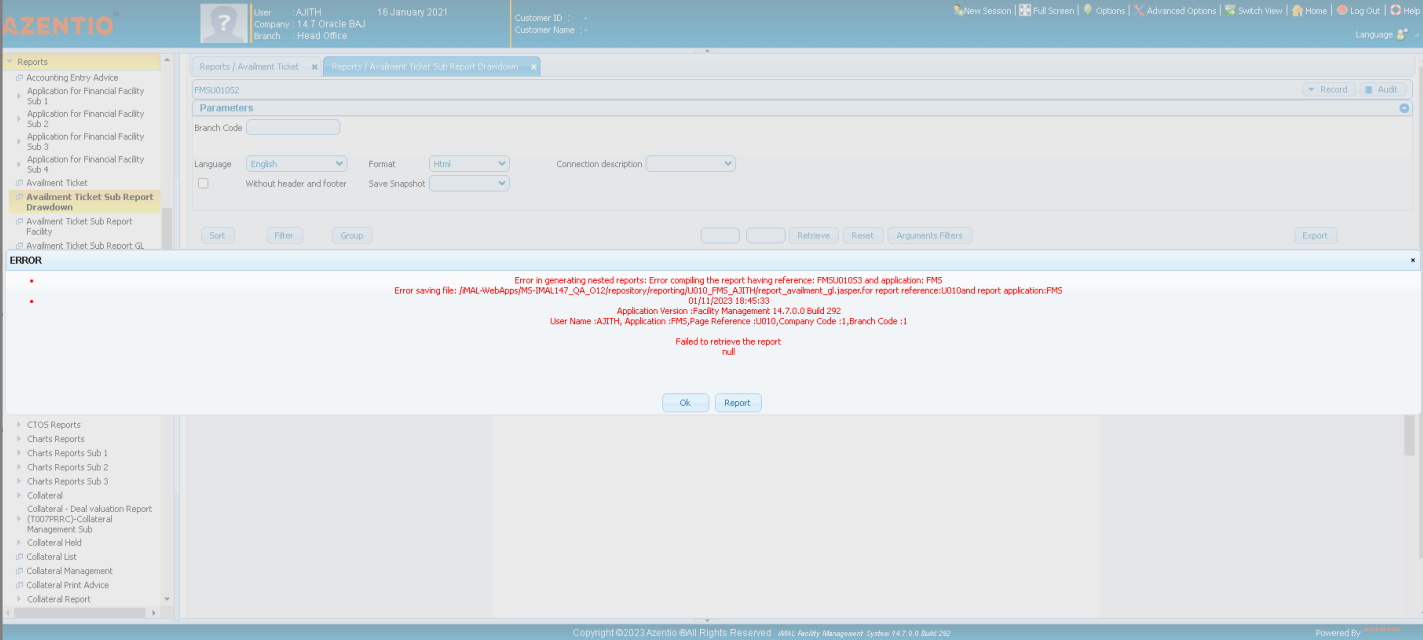 AZENTIO™
User : AJITH 16 January 2021
Company : 14.7 Oracle BAJ
Branch : Head Office
Customer ID : -
Customer Name : -
New Session | Full Screen | Options | Advanced Options | Switch View | Home | Log Out | Help
Language
Reports
Accounting Entry Advice
Application for Financial Facility
Sub 1
Application for Financial Facility
Sub 2
Application for Financial Facility
Sub 3
Application for Financial Facility
Sub 4
Availment Ticket
Availment Ticket Sub Report
Drawdown
Availment Ticket Sub Report
Facility
Availment Ticket Sub Report GL
Reports / Availment Ticket
Reports / Availment Ticket Sub Report Drawdown
FMSU010S2
Record
Audit
Parameters
Branch Code
Language English Format Html Connection description
Without header and footer Save Snapshot
Sort Filter Group Retrieve Reset Arguments Filters Export
ERROR
Error in generating nested reports: Error compiling the report having reference: FMSU010S3 and application: FMS
Error saving file: /iMAL-WebApps/MS-IMAL147_QA_O12/repository/reporting/U010_FMS_AJITH/report_availment_gl.jasper.for report reference:U010and report application:FMS
01/11/2023 18:45:33
Application Version :Facility Management 14.7.0.0 Build 292
User Name :AJITH, Application :FMS,Page Reference :U010,Company Code :1,Branch Code :1
Failed to retrieve the report
null
Ok Report
CTOS Reports
Charts Reports
Charts Reports Sub 1
Charts Reports Sub 2
Charts Reports Sub 3
Collateral
Collateral - Deal valuation Report
(T007PRRC)-Collateral
Management Sub
Collateral Held
Collateral List
Collateral Management
Collateral Print Advice
Collateral Report
Copyright ©2023 Azentio ®All Rights Reserved iMAL Facility Management System 14.7.0.0 Build 292
Powered By AZENTIO